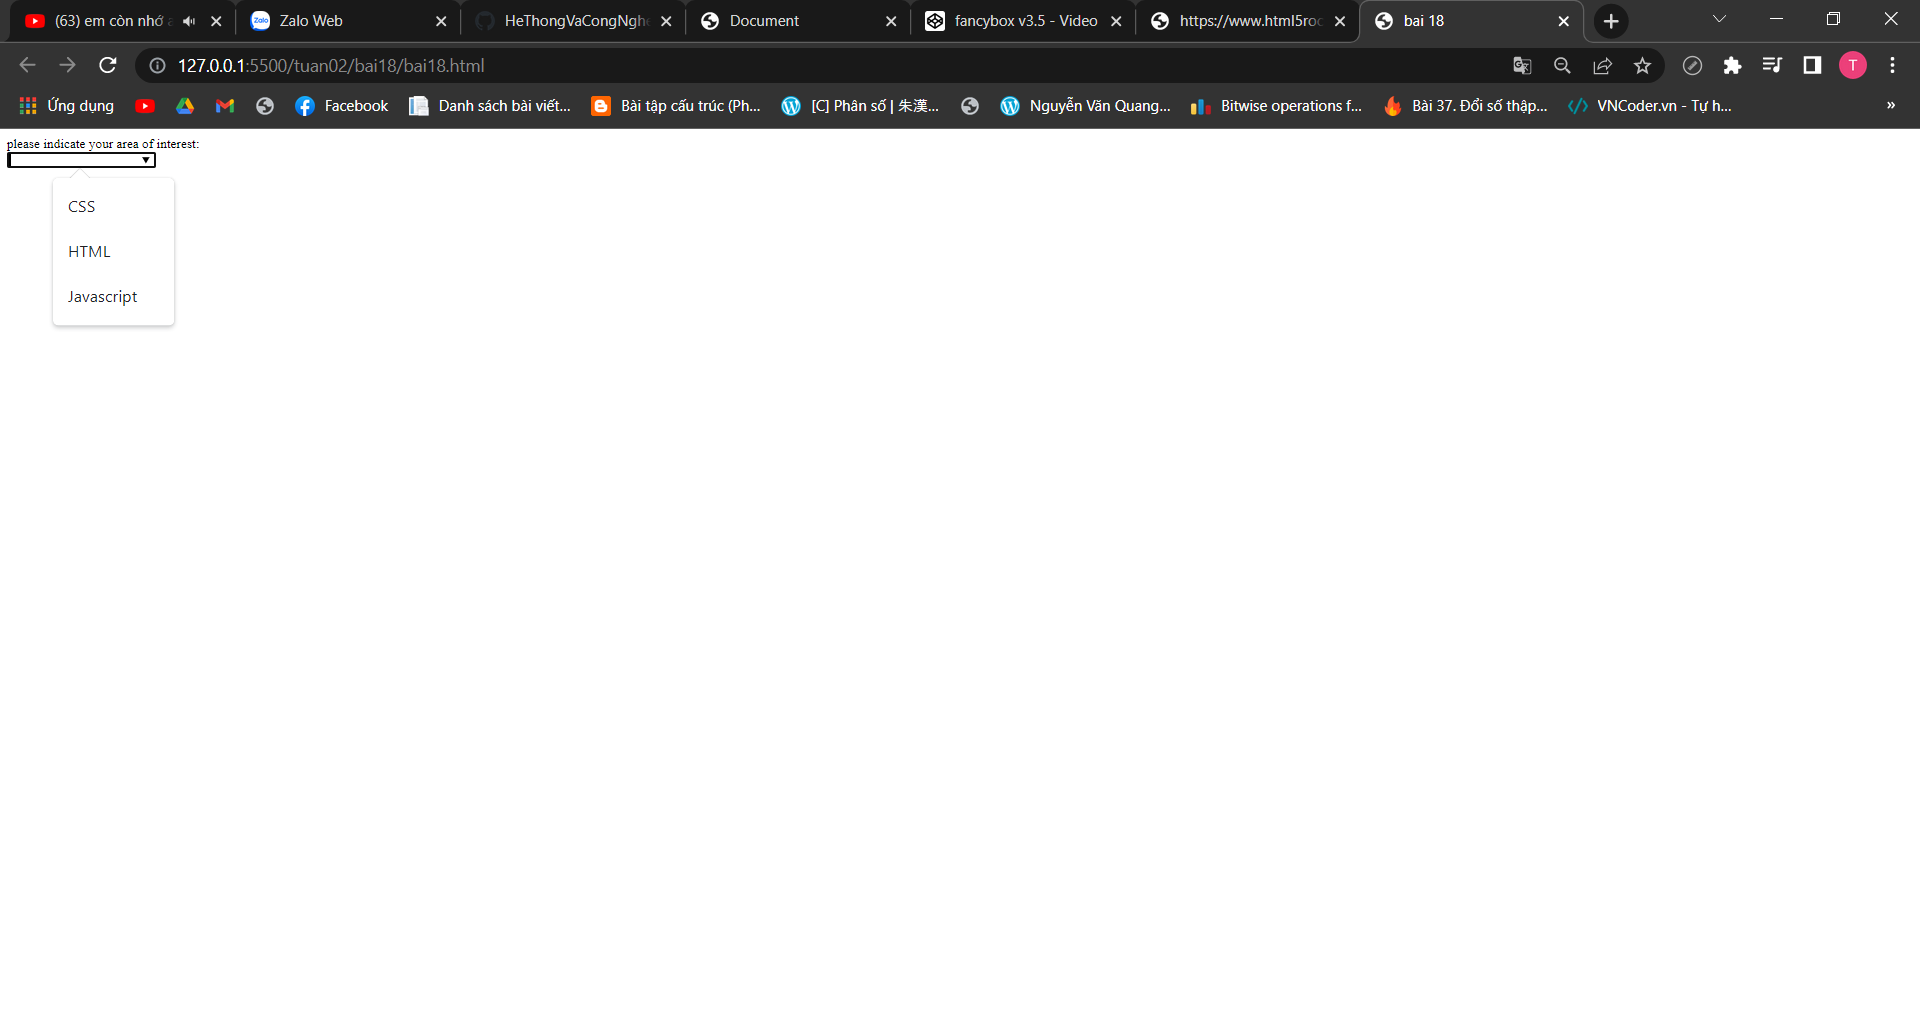 (63) em còn nhớ a
Zalo Web
HeThongVaCongNghe
Document
fancybox v3.5 - Video
https://www.html5roc
bai 18
127.0.0.1:5500/tuan02/bai18/bai18.html
T
Ứng dụng
Facebook
Danh sách bài viết...
Bài tập cấu trúc (Ph...
[C] Phân số | 朱漢...
Nguyễn Văn Quang...
Bitwise operations f...
Bài 37. Đổi số thập...
VNCoder.vn - Tự h...
»
please indicate your area of interest:
CSS
HTML
Javascript